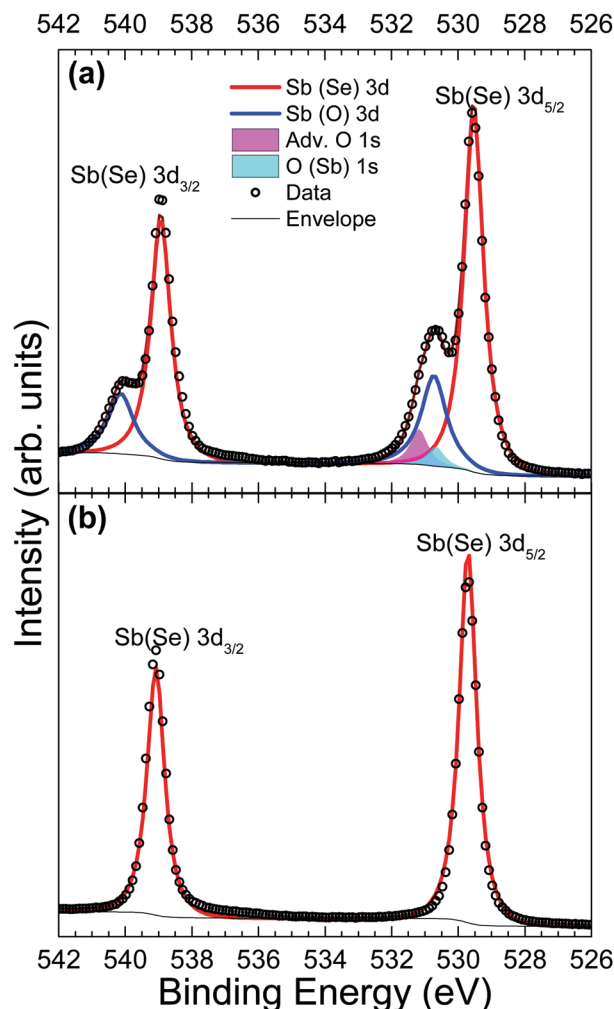 542 540 538 536 534 532 530 528 526
(a)
Sb (Se) 3d
Sb (O) 3d
Adv. O 1s
O (Sb) 1s
Data
Envelope
Sb(Se) 3d5/2
Sb(Se) 3d3/2
(b)
Sb(Se) 3d5/2
Sb(Se) 3d3/2
Intensity (arb. units)
542 540 538 536 534 532 530 528 526
Binding Energy (eV)